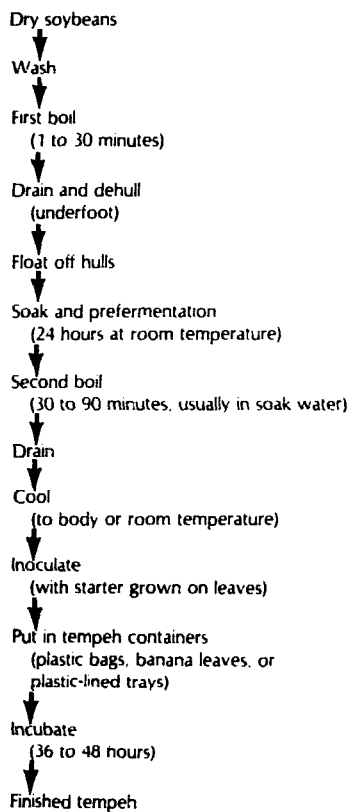 Dry soybeans
Wash
First boil
(1 to 30 minutes)
Drain and dehull
(underfoot)
Float off hulls
Soak and prefermentation
(24 hours at room temperature)
Second boil
(30 to 90 minutes, usually in soak water)
Drain
Cool
(to body or room temperature)
Inoculate
(with starter grown on leaves)
Put in tempeh containers
(plastic bags, banana leaves, or
plastic-lined trays)
Incubate
(36 to 48 hours)
Finished tempeh